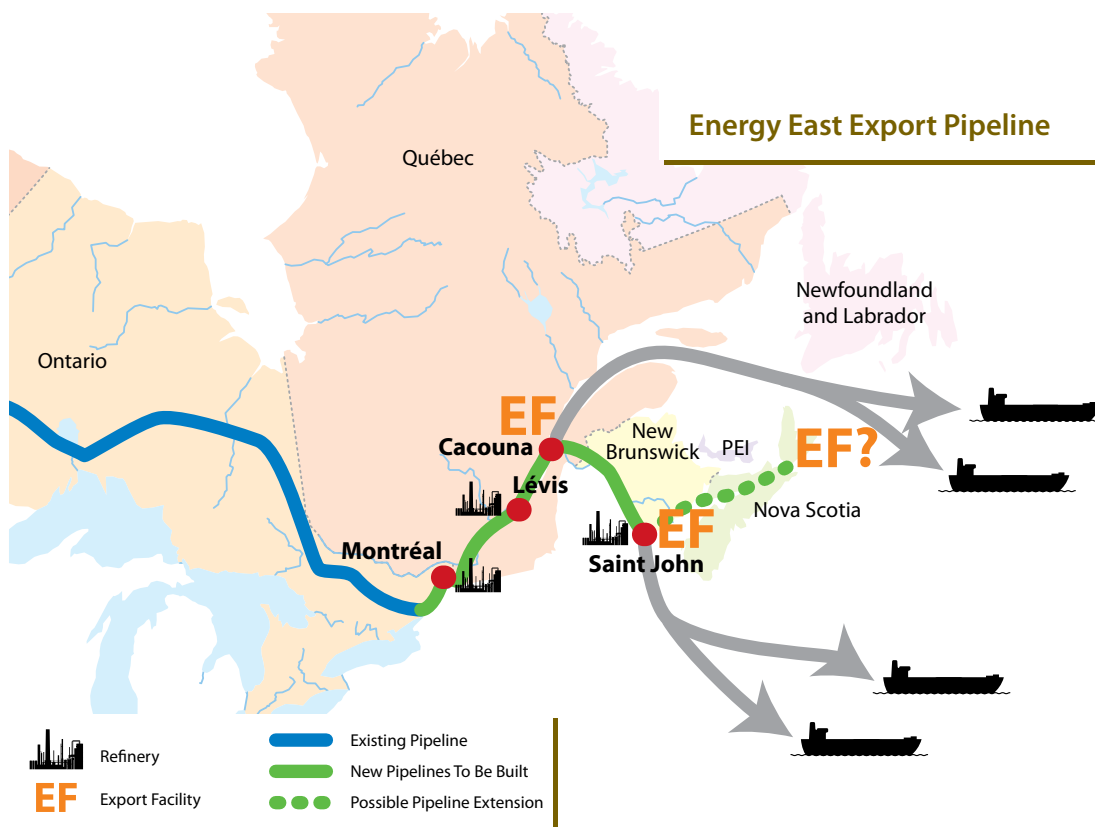 Energy East Export Pipeline
Québec
Newfoundland
and Labrador
Ontario
EF
Cacouna
New
Brunswick
PEI
EF?
Lévis
Nova Scotia
EF
Montréal
Saint John
Refinery
EF
Export Facility
Existing Pipeline
New Pipelines To Be Built
Possible Pipeline Extension